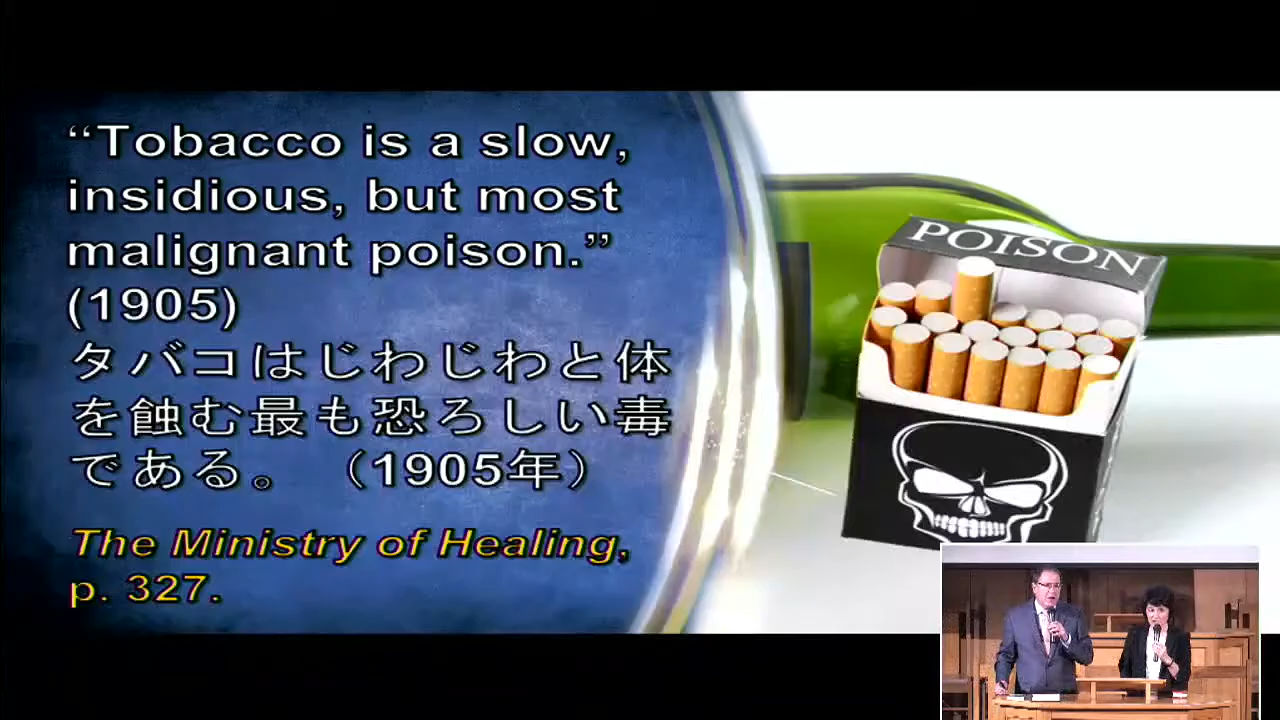 “Tobacco is a slow,
insidious, but most
malignant poison.”
(1905)
タバコはじわじわと体
を蝕む最も恐ろしい毒
である。（1905年）
The Ministry of Healing,
p. 327.
POISON